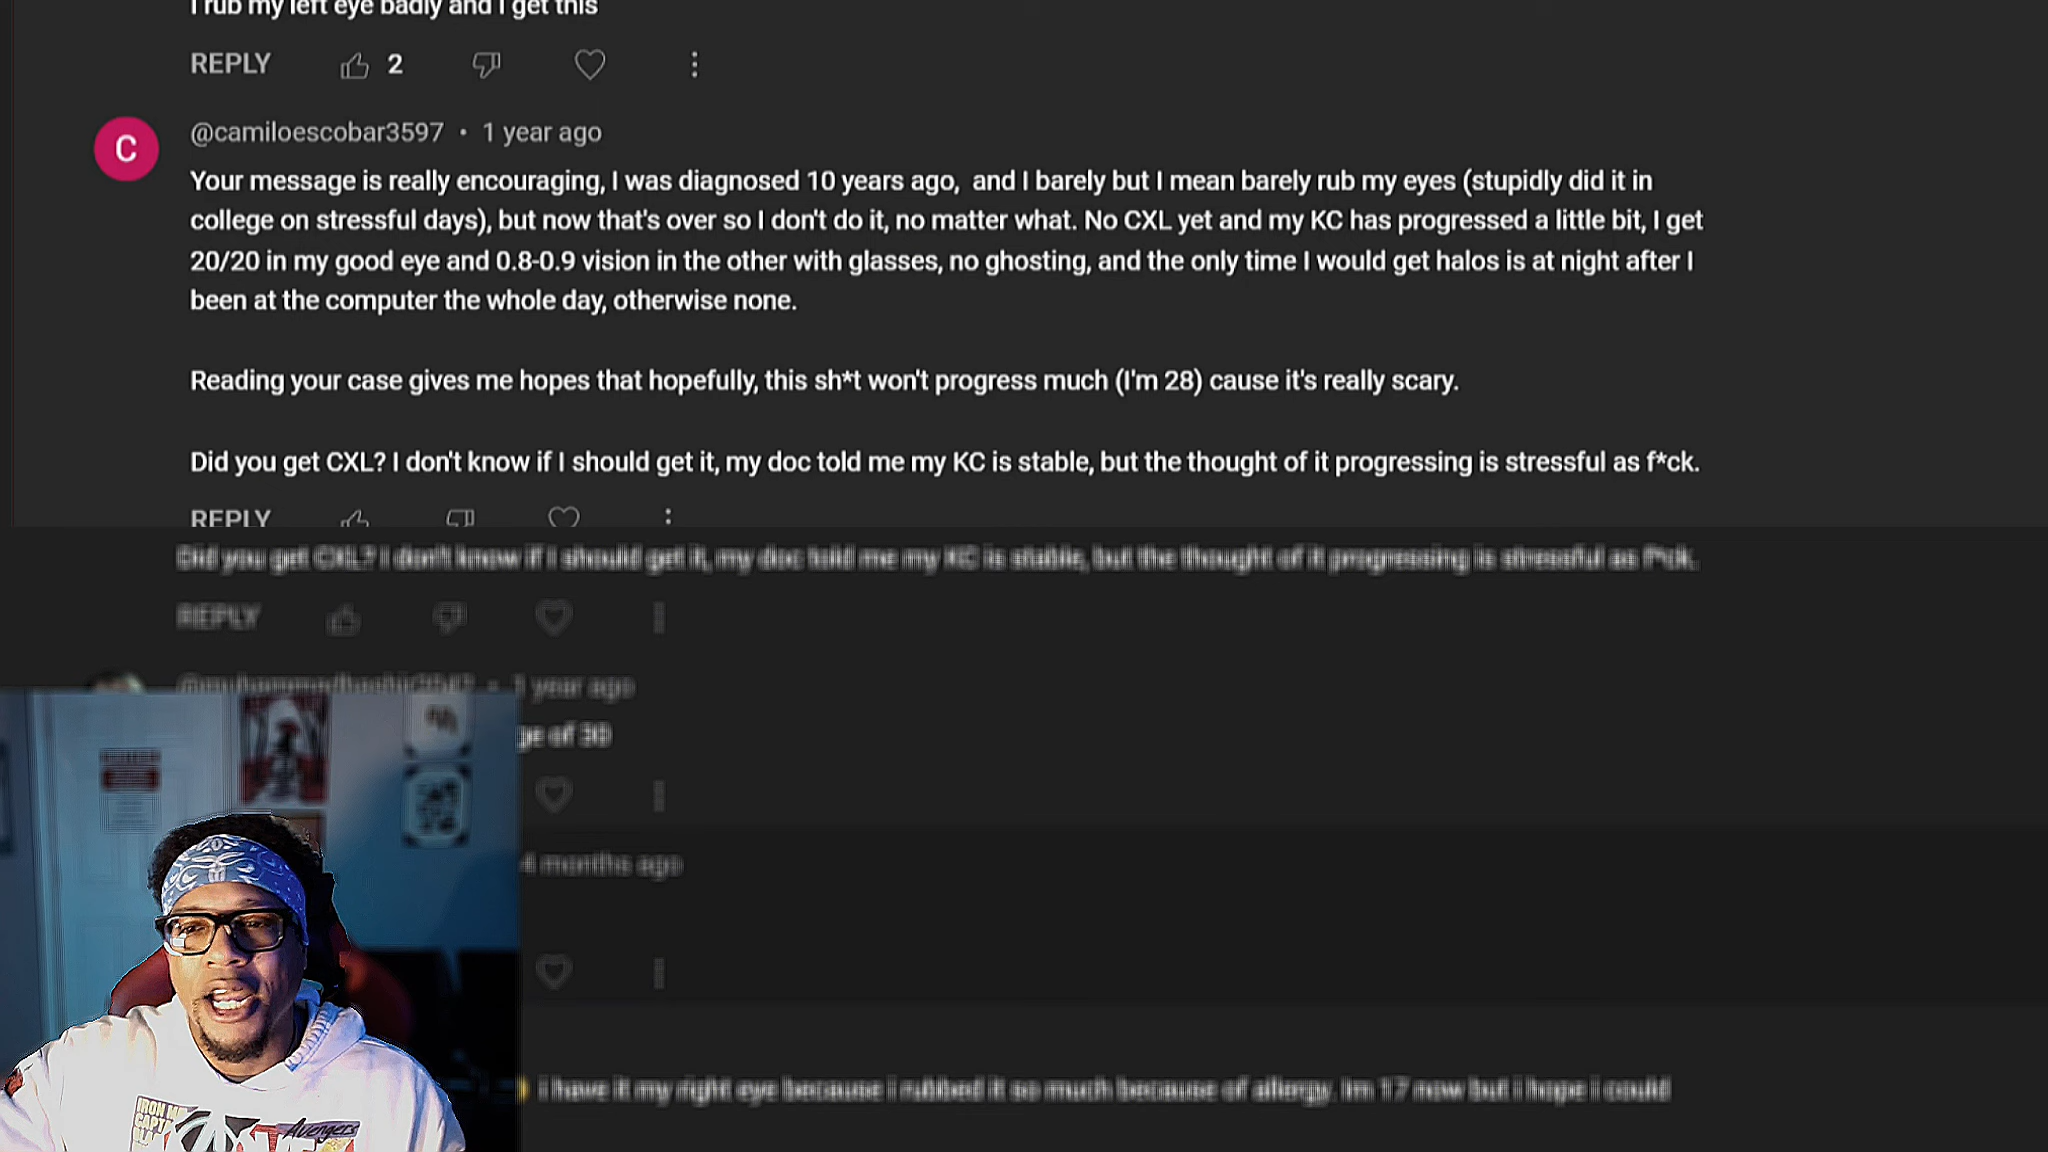 I rub my left eye badly and I get this
REPLY 2
C
@camiloescobar3597 • 1 year ago
Your message is really encouraging, I was diagnosed 10 years ago,  and I barely but I mean barely rub my eyes (stupidly did it in
college on stressful days), but now that's over so I don't do it, no matter what. No CXL yet and my KC has progressed a little bit, I get
20/20 in my good eye and 0.8-0.9 vision in the other with glasses, no ghosting, and the only time I would get halos is at night after I
been at the computer the whole day, otherwise none.
Reading your case gives me hopes that hopefully, this sh*t won't progress much (I'm 28) cause it's really scary.
Did you get CXL? I don't know if I should get it, my doc told me my KC is stable, but the thought of it progressing is stressful as f*ck.
REPLY
Did you get CXL? I don't know if I should get it, my doc told me my KC is stable, but the thought of it progressing is stressful as f*ck.
REPLY
• 1 year ago
ge of 30
4 months ago
i have it my right eye because i rubbed it so much because of allergy. Im 17 now but i hope i could
IRON M
CAPT
BLA
Avengers